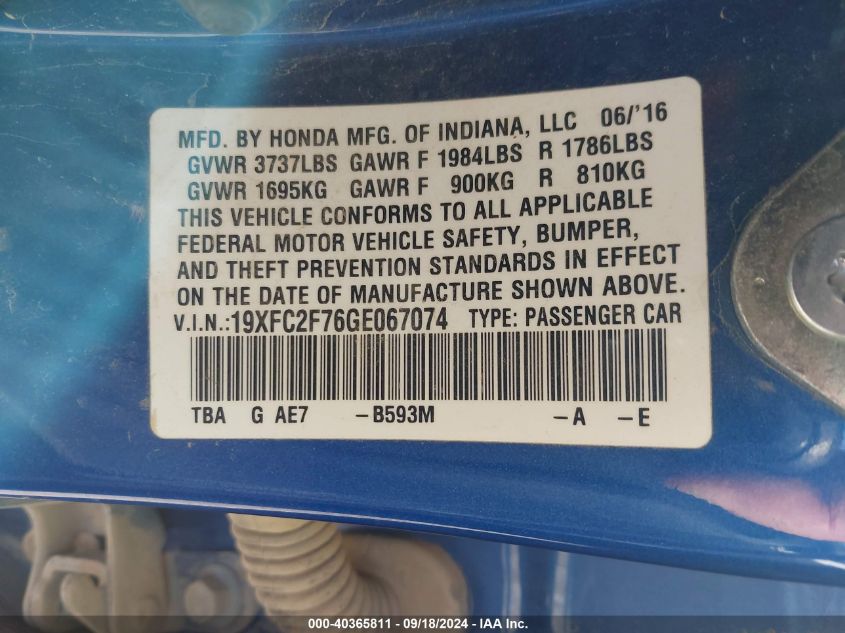 MFD. BY HONDA MFG. OF INDIANA, LLC 06/'16
GVWR 3737LBS GAWR F 1984LBS R 1786LBS
GVWR 1695KG GAWR F 900KG R 810KG
THIS VEHICLE CONFORMS TO ALL APPLICABLE
FEDERAL MOTOR VEHICLE SAFETY, BUMPER,
AND THEFT PREVENTION STANDARDS IN EFFECT
ON THE DATE OF MANUFACTURE SHOWN ABOVE.
V.I.N.:19XFC2F76GE067074 TYPE: PASSENGER CAR
TBA G AE7 -B593M -A -E
000-40365811 - 09/18/2024 - IAA Inc.